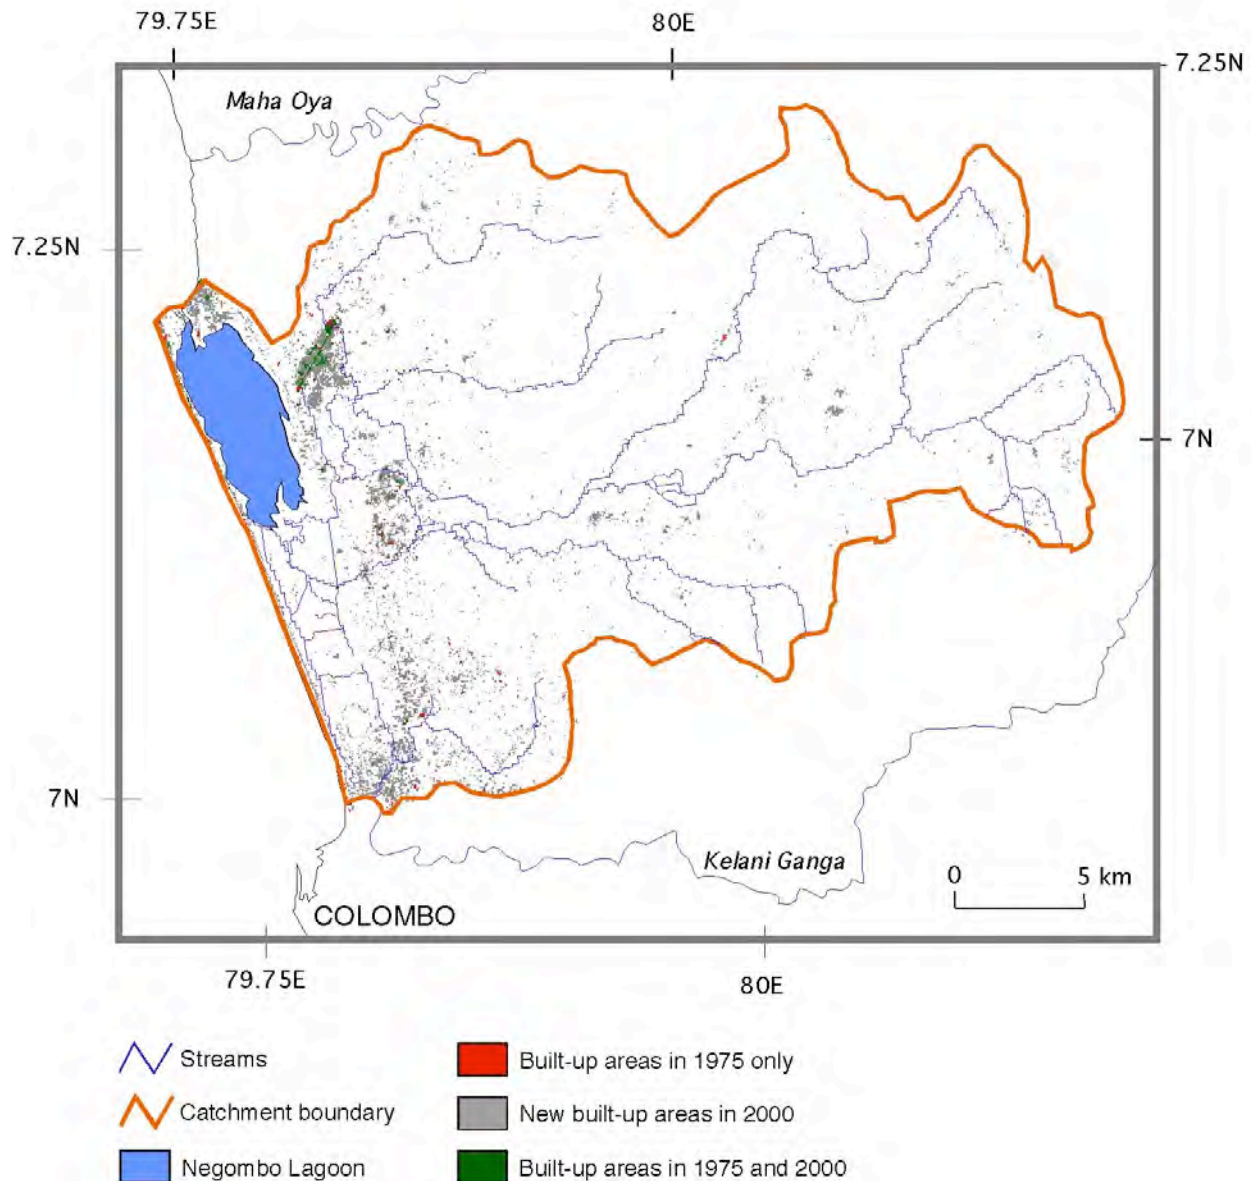 79.75E 80E
7.25N
Maha Oya
7.25N
7N
7N
Kelani Ganga
0 5 km
COLOMBO
79.75E 80E
Streams
Built-up areas in 1975 only
Catchment boundary
New built-up areas in 2000
Negombo Lagoon
Built-up areas in 1975 and 2000